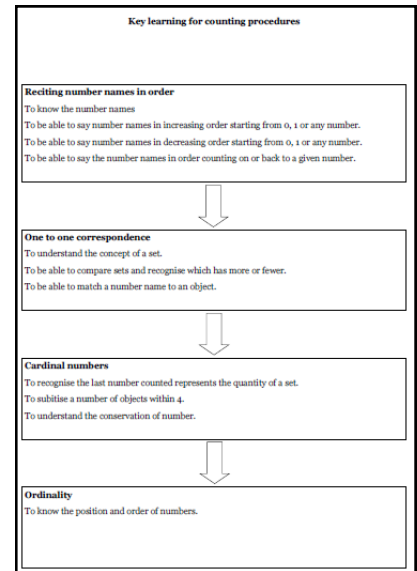 Key learning for counting procedures
Reciting number names in order
To know the number names
To be able to say number names in increasing order starting from 0, 1 or any number.
To be able to say number names in decreasing order starting from 0, 1 or any number.
To be able to say the number names in order counting on or back to a given number.
One to one correspondence
To understand the concept of a set.
To be able to compare sets and recognise which has more or fewer.
To be able to match a number name to an object.
Cardinal numbers
To recognise the last number counted represents the quantity of a set.
To subitise a number of objects within 4.
To understand the conservation of number.
Ordinality
To know the position and order of numbers.